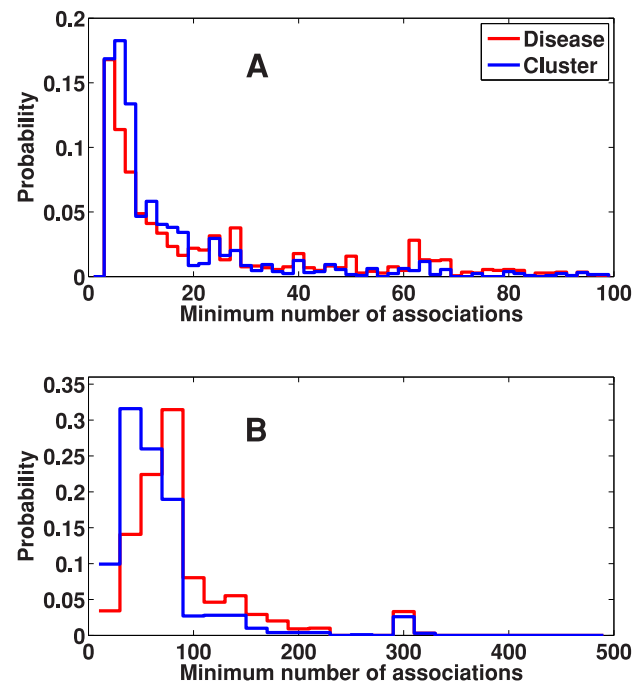 A
Disease
Cluster
Probability
0.2
0.15
0.1
0.05
0
0 20 40 60 80 100
Minimum number of associations
B
Probability
0.35
0.3
0.25
0.2
0.15
0.1
0.05
0
0 100 200 300 400 500
Minimum number of associations